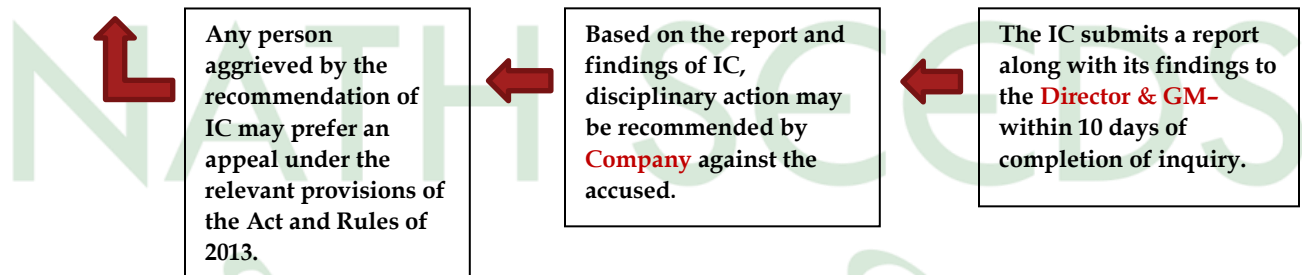 NATH SEEDS
Any person
aggrieved by the
recommendation of
IC may prefer an
appeal under the
relevant provisions of
the Act and Rules of
2013.
Based on the report and
findings of IC,
disciplinary action may
be recommended by
Company against the
accused.
The IC submits a report
along with its findings to
the Director & GM–
within 10 days of
completion of inquiry.